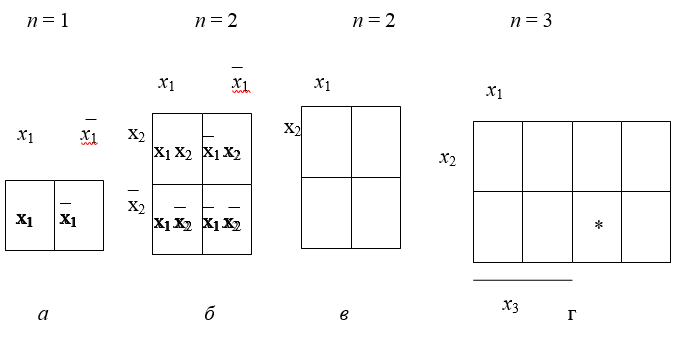 n = 1 n = 2 n = 2 n = 3
x₁ x̅₁ x₁ x₁
x₂ x₂ x₂
x₁ x₂ x̅₁ x₂
x₁ x̅₁ x̅₂
x₁ x̅₁ x₁ x̅₂ x̅₁ x̅₂ *
x₃
а б в г